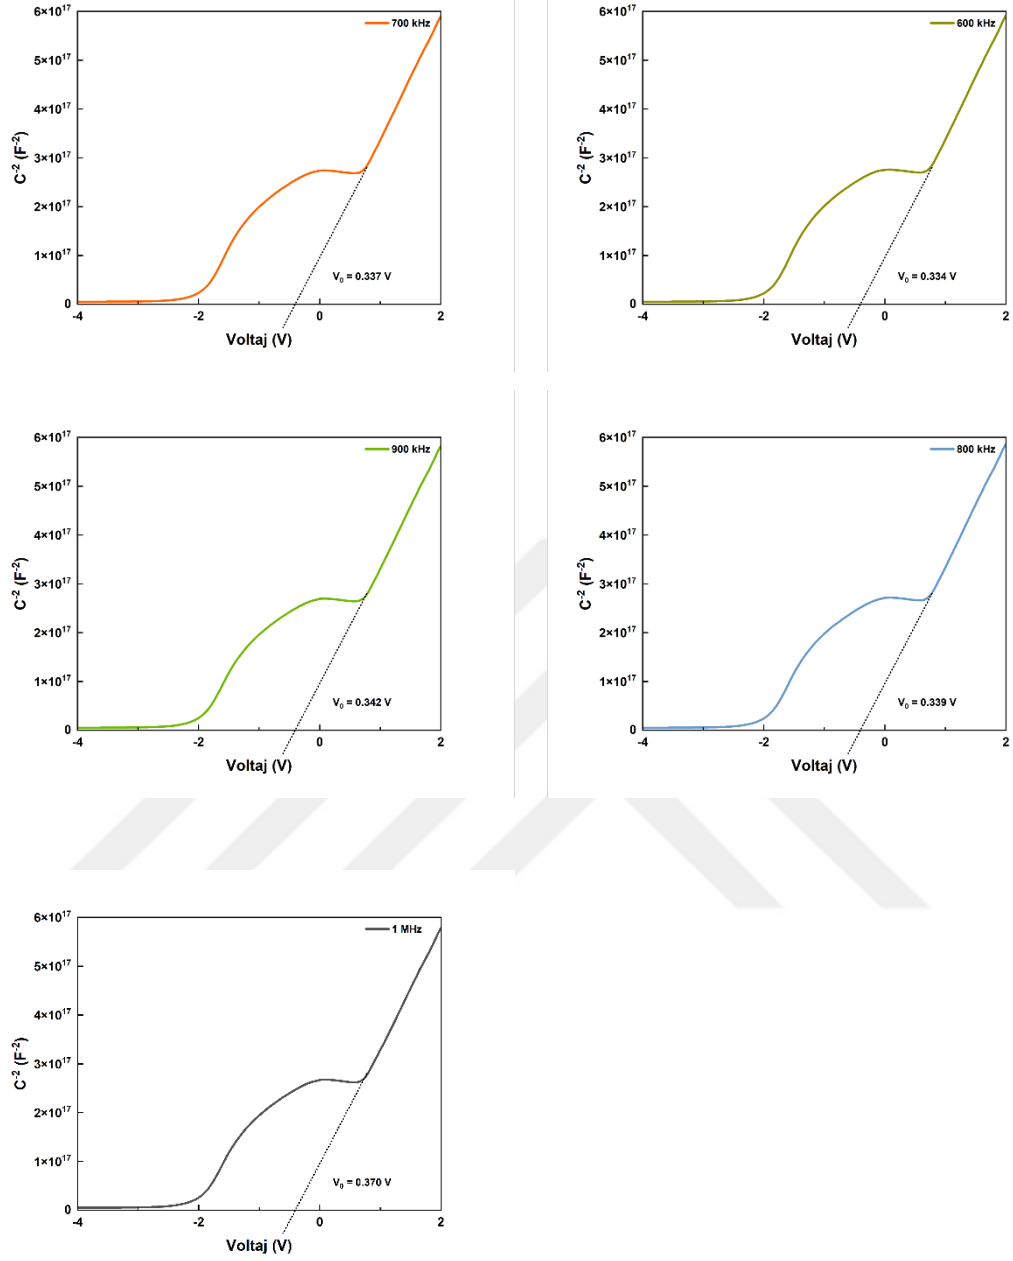 6×10¹⁷
5×10¹⁷
4×10¹⁷
3×10¹⁷
2×10¹⁷
1×10¹⁷
0
C⁻² (F⁻²)
700 kHz
V₀ = 0.337 V
-4 -2 0 2
Voltaj (V)
6×10¹⁷
5×10¹⁷
4×10¹⁷
3×10¹⁷
2×10¹⁷
1×10¹⁷
0
C⁻² (F⁻²)
600 kHz
V₀ = 0.334 V
-4 -2 0 2
Voltaj (V)
6×10¹⁷
5×10¹⁷
4×10¹⁷
3×10¹⁷
2×10¹⁷
1×10¹⁷
0
C⁻² (F⁻²)
900 kHz
V₀ = 0.342 V
-4 -2 0 2
Voltaj (V)
6×10¹⁷
5×10¹⁷
4×10¹⁷
3×10¹⁷
2×10¹⁷
1×10¹⁷
0
C⁻² (F⁻²)
800 kHz
V₀ = 0.339 V
-4 -2 0 2
Voltaj (V)
6×10¹⁷
5×10¹⁷
4×10¹⁷
3×10¹⁷
2×10¹⁷
1×10¹⁷
0
C⁻² (F⁻²)
1 MHz
V₀ = 0.370 V
-4 -2 0 2
Voltaj (V)